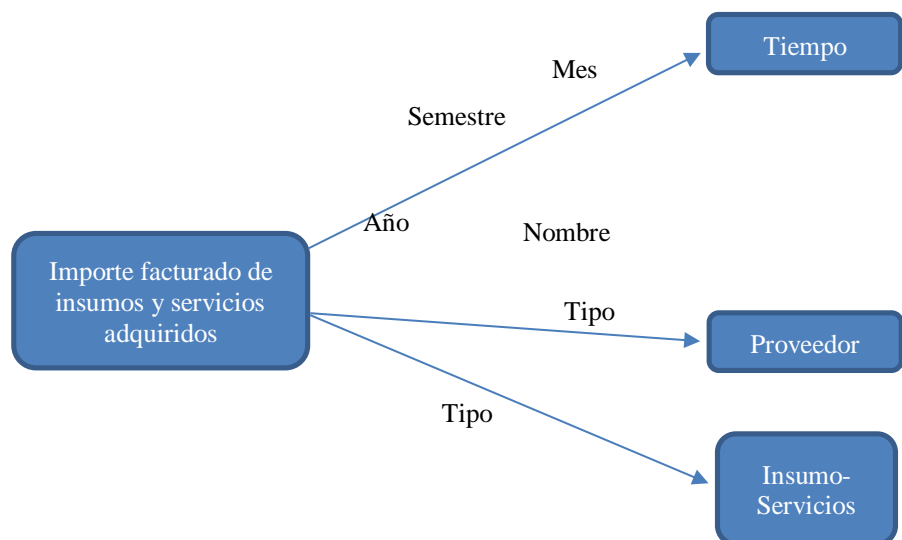 Tiempo
Mes
Semestre
Año
Nombre
Importe facturado de
insumos y servicios
adquiridos
Tipo
Proveedor
Tipo
Insumo-
Servicios